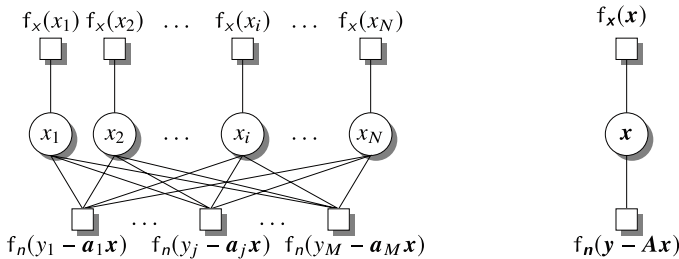 f_x(x_1) f_x(x_2) ... f_x(x_i) ... f_x(x_N) f_x(x)
x_1 x_2 ... x_i ... x_N x
... ...
f_n(y_1 − a_1x) f_n(y_j − a_jx) f_n(y_M − a_Mx) f_n(y − Ax)